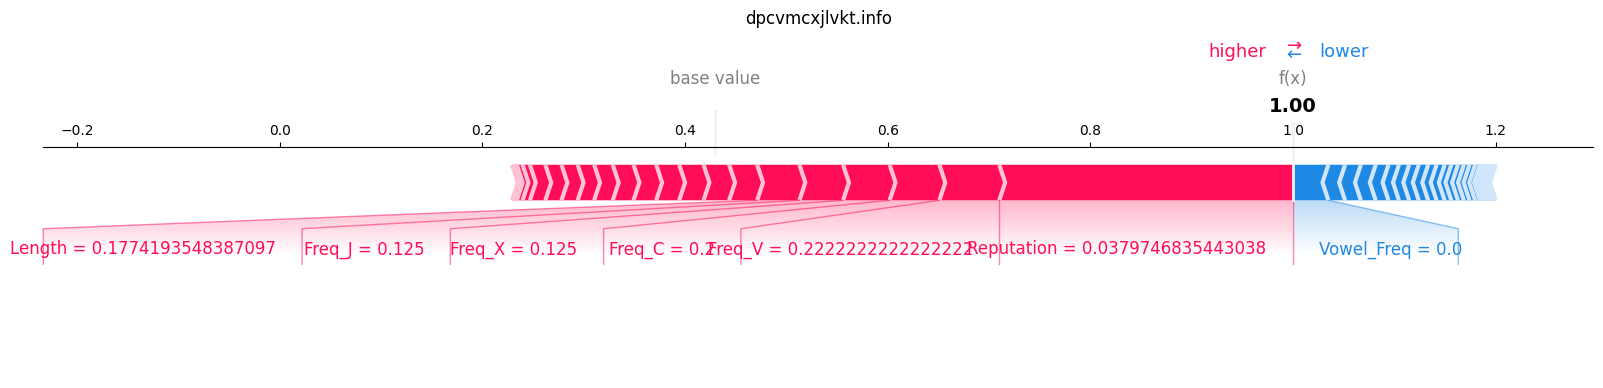 dpcvmcxjlvkt.info
higher → ← lower
base value f(x)
1.00
−0.2 0.0 0.2 0.4 0.6 0.8 1.0 1.2
Length = 0.1774193548387097 Freq_J = 0.125 Freq_X = 0.125 Freq_C = 0.2 Freq_V = 0.2222222222222222 Reputation = 0.0379746835443038 Vowel_Freq = 0.0